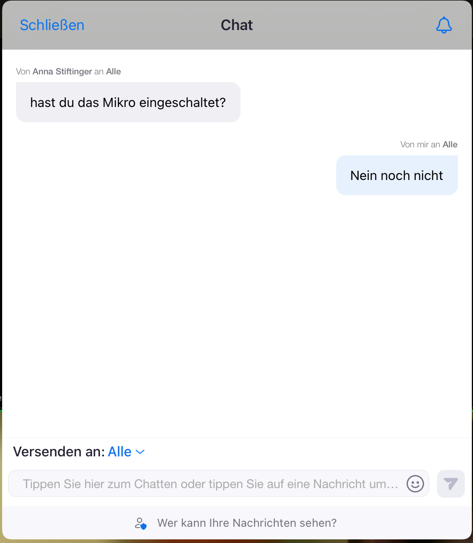 Schließen Chat
Von Anna Stiftinger an Alle
hast du das Mikro eingeschaltet?
Von mir an Alle
Nein noch nicht
Versenden an: Alle
Tippen Sie hier zum Chatten oder tippen Sie auf eine Nachricht um...
Wer kann Ihre Nachrichten sehen?